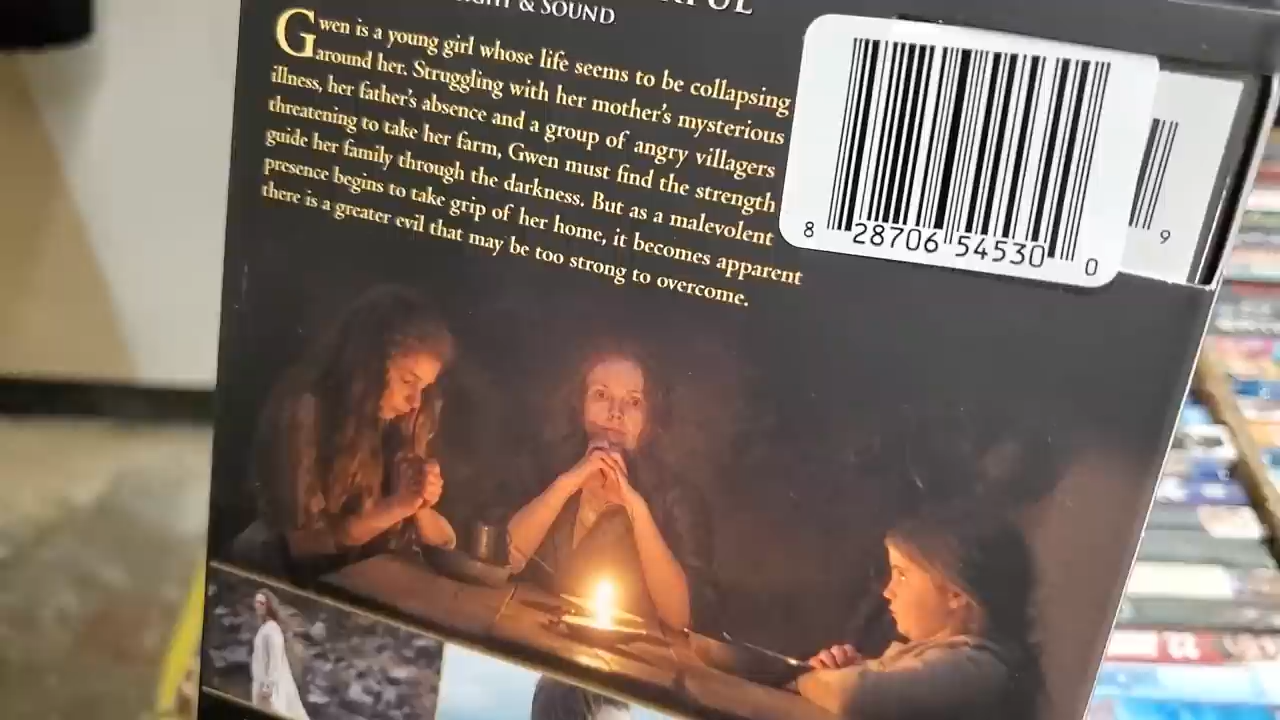 & SOUND
Gwen is a young girl whose life seems to be collapsing
around her. Struggling with her mother's mysterious
illness, her father's absence and a group of angry villagers
threatening to take her farm, Gwen must find the strength
guide her family through the darkness. But as a malevolent
presence begins to take grip of her home, it becomes apparent
there is a greater evil that may be too strong to overcome.
8 28706 54530 0
9